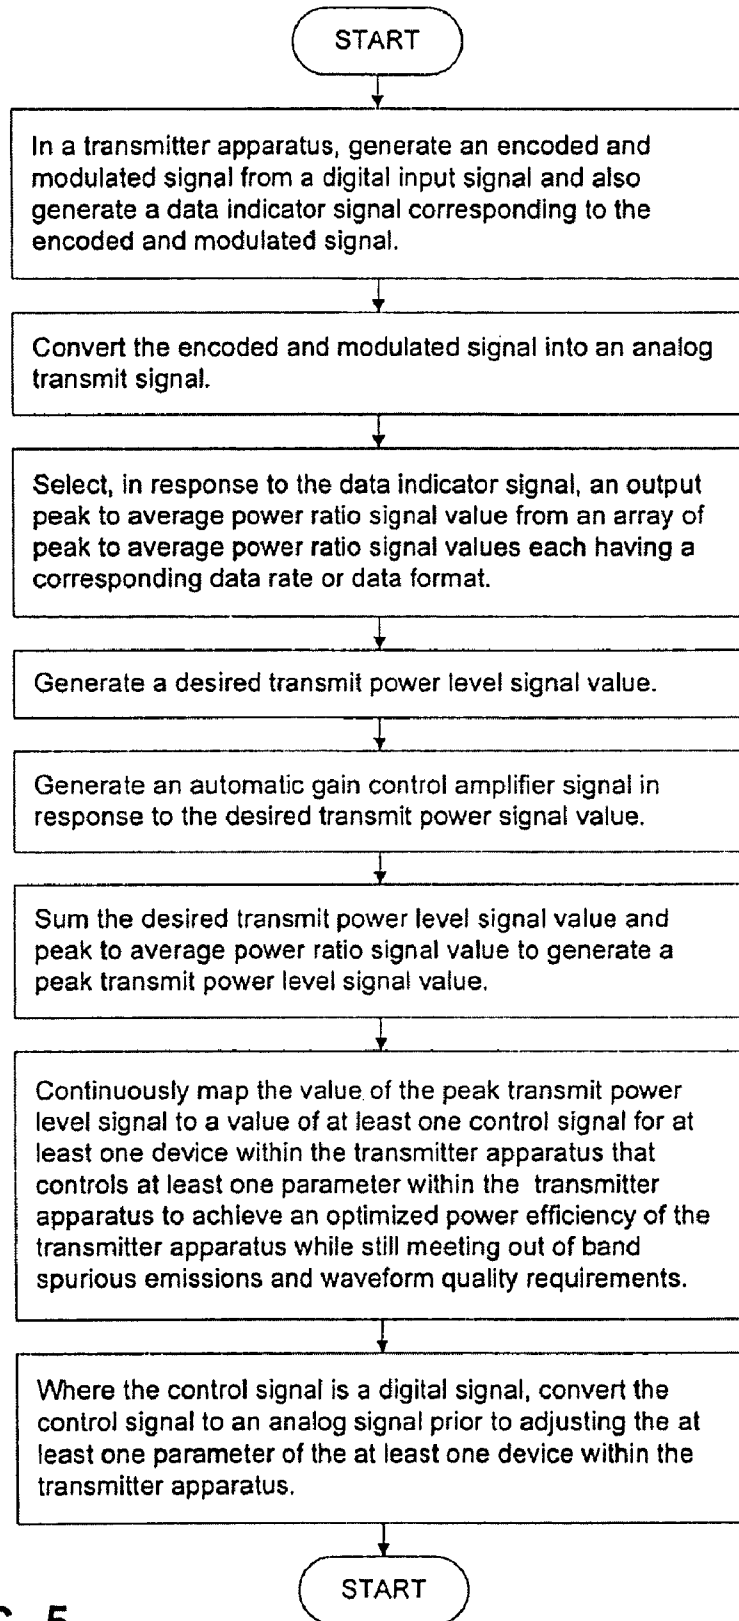 START
In a transmitter apparatus, generate an encoded and
modulated signal from a digital input signal and also
generate a data indicator signal corresponding to the
encoded and modulated signal.
Convert the encoded and modulated signal into an analog
transmit signal.
Select, in response to the data indicator signal, an output
peak to average power ratio signal value from an array of
peak to average power ratio signal values each having a
corresponding data rate or data format.
Generate a desired transmit power level signal value.
Generate an automatic gain control amplifier signal in
response to the desired transmit power signal value.
Sum the desired transmit power level signal value and
peak to average power ratio signal value to generate a
peak transmit power level signal value.
Continuously map the value of the peak transmit power
level signal to a value of at least one control signal for at
least one device within the transmitter apparatus that
controls at least one parameter within the transmitter
apparatus to achieve an optimized power efficiency of the
transmitter apparatus while still meeting out of band
spurious emissions and waveform quality requirements.
Where the control signal is a digital signal, convert the
control signal to an analog signal prior to adjusting the at
least one parameter of the at least one device within the
transmitter apparatus.
START
5